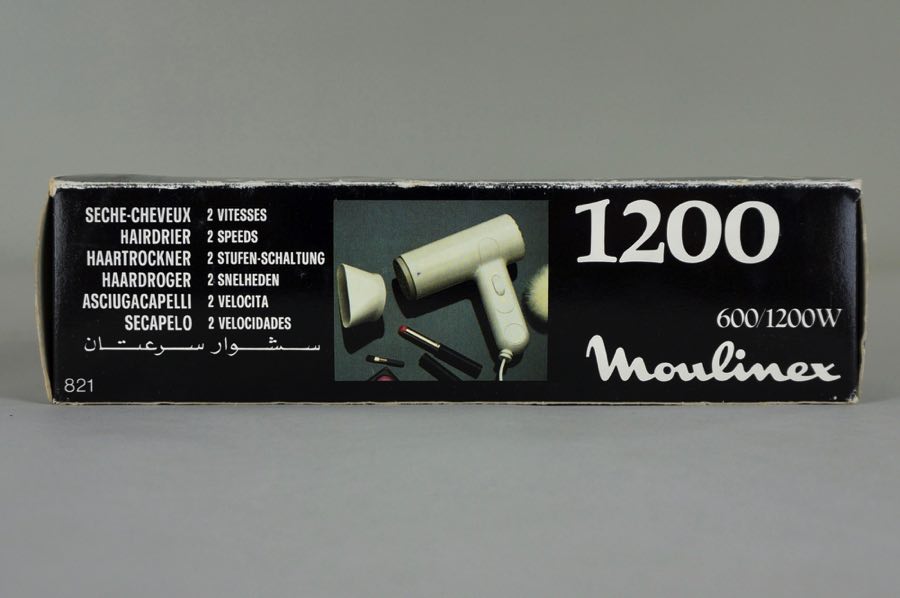 SECHE-CHEVEUX 2 VITESSES
HAIRDRIER 2 SPEEDS
HAARTROCKNER 2 STUFEN-SCHALTUNG
HAARDROGER 2 SNELHEDEN
ASCIUGACAPELLI 2 VELOCITA
SECAPELO 2 VELOCIDADES
سشوار سرعتان
821
1200
600/1200W
Moulinex